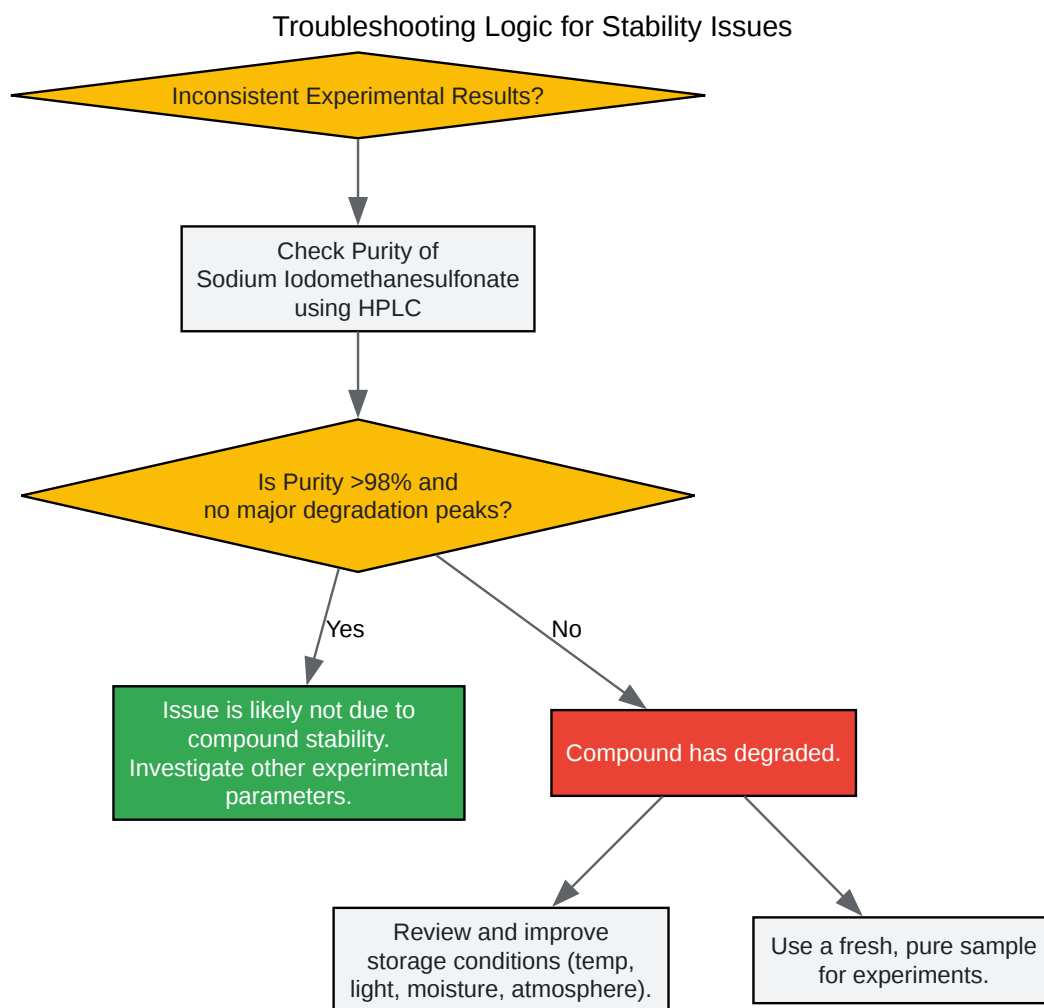 Troubleshooting Logic for Stability Issues
Inconsistent Experimental Results?
Check Purity of
Sodium Iodomethanesulfonate
using HPLC
Is Purity >98% and
no major degradation peaks?
Yes
No
Issue is likely not due to
compound stability.
Investigate other experimental
parameters.
Compound has degraded.
Review and improve
storage conditions (temp,
light, moisture, atmosphere).
Use a fresh, pure sample
for experiments.